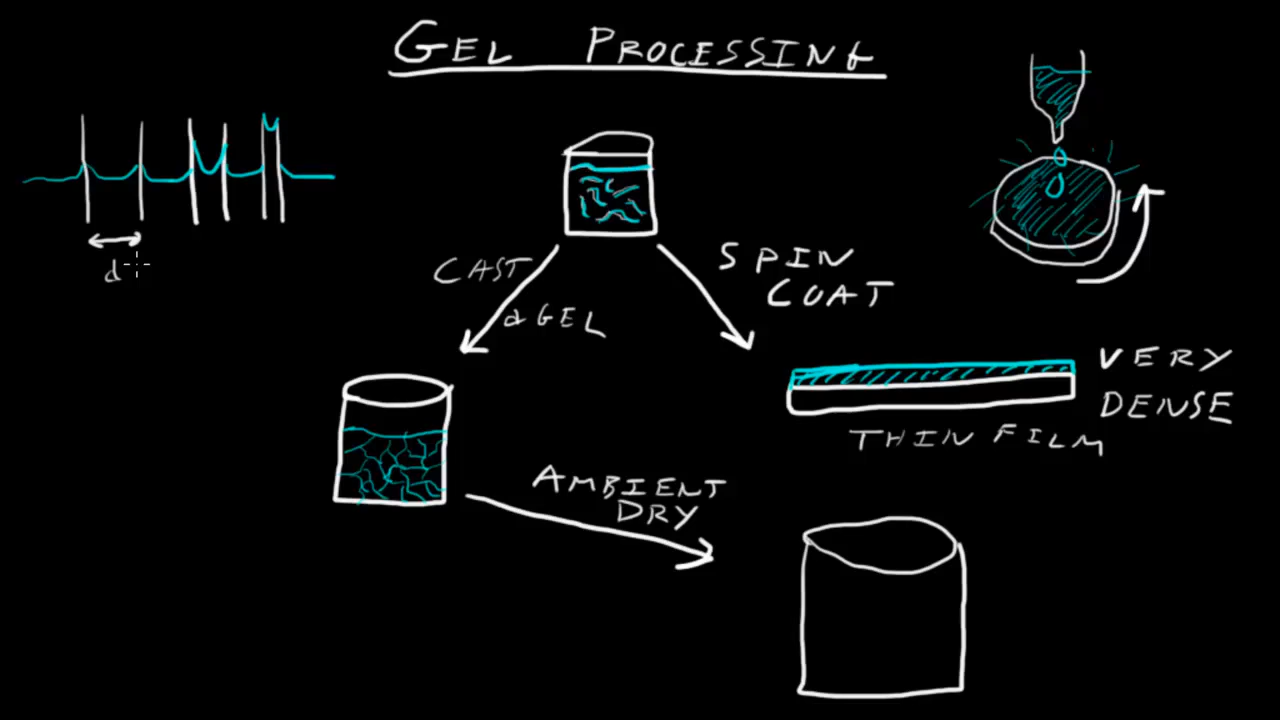 GEL PROCESSING
d
CAST
a GEL
SPIN
COAT
VERY
DENSE
THIN FILM
AMBIENT
DRY